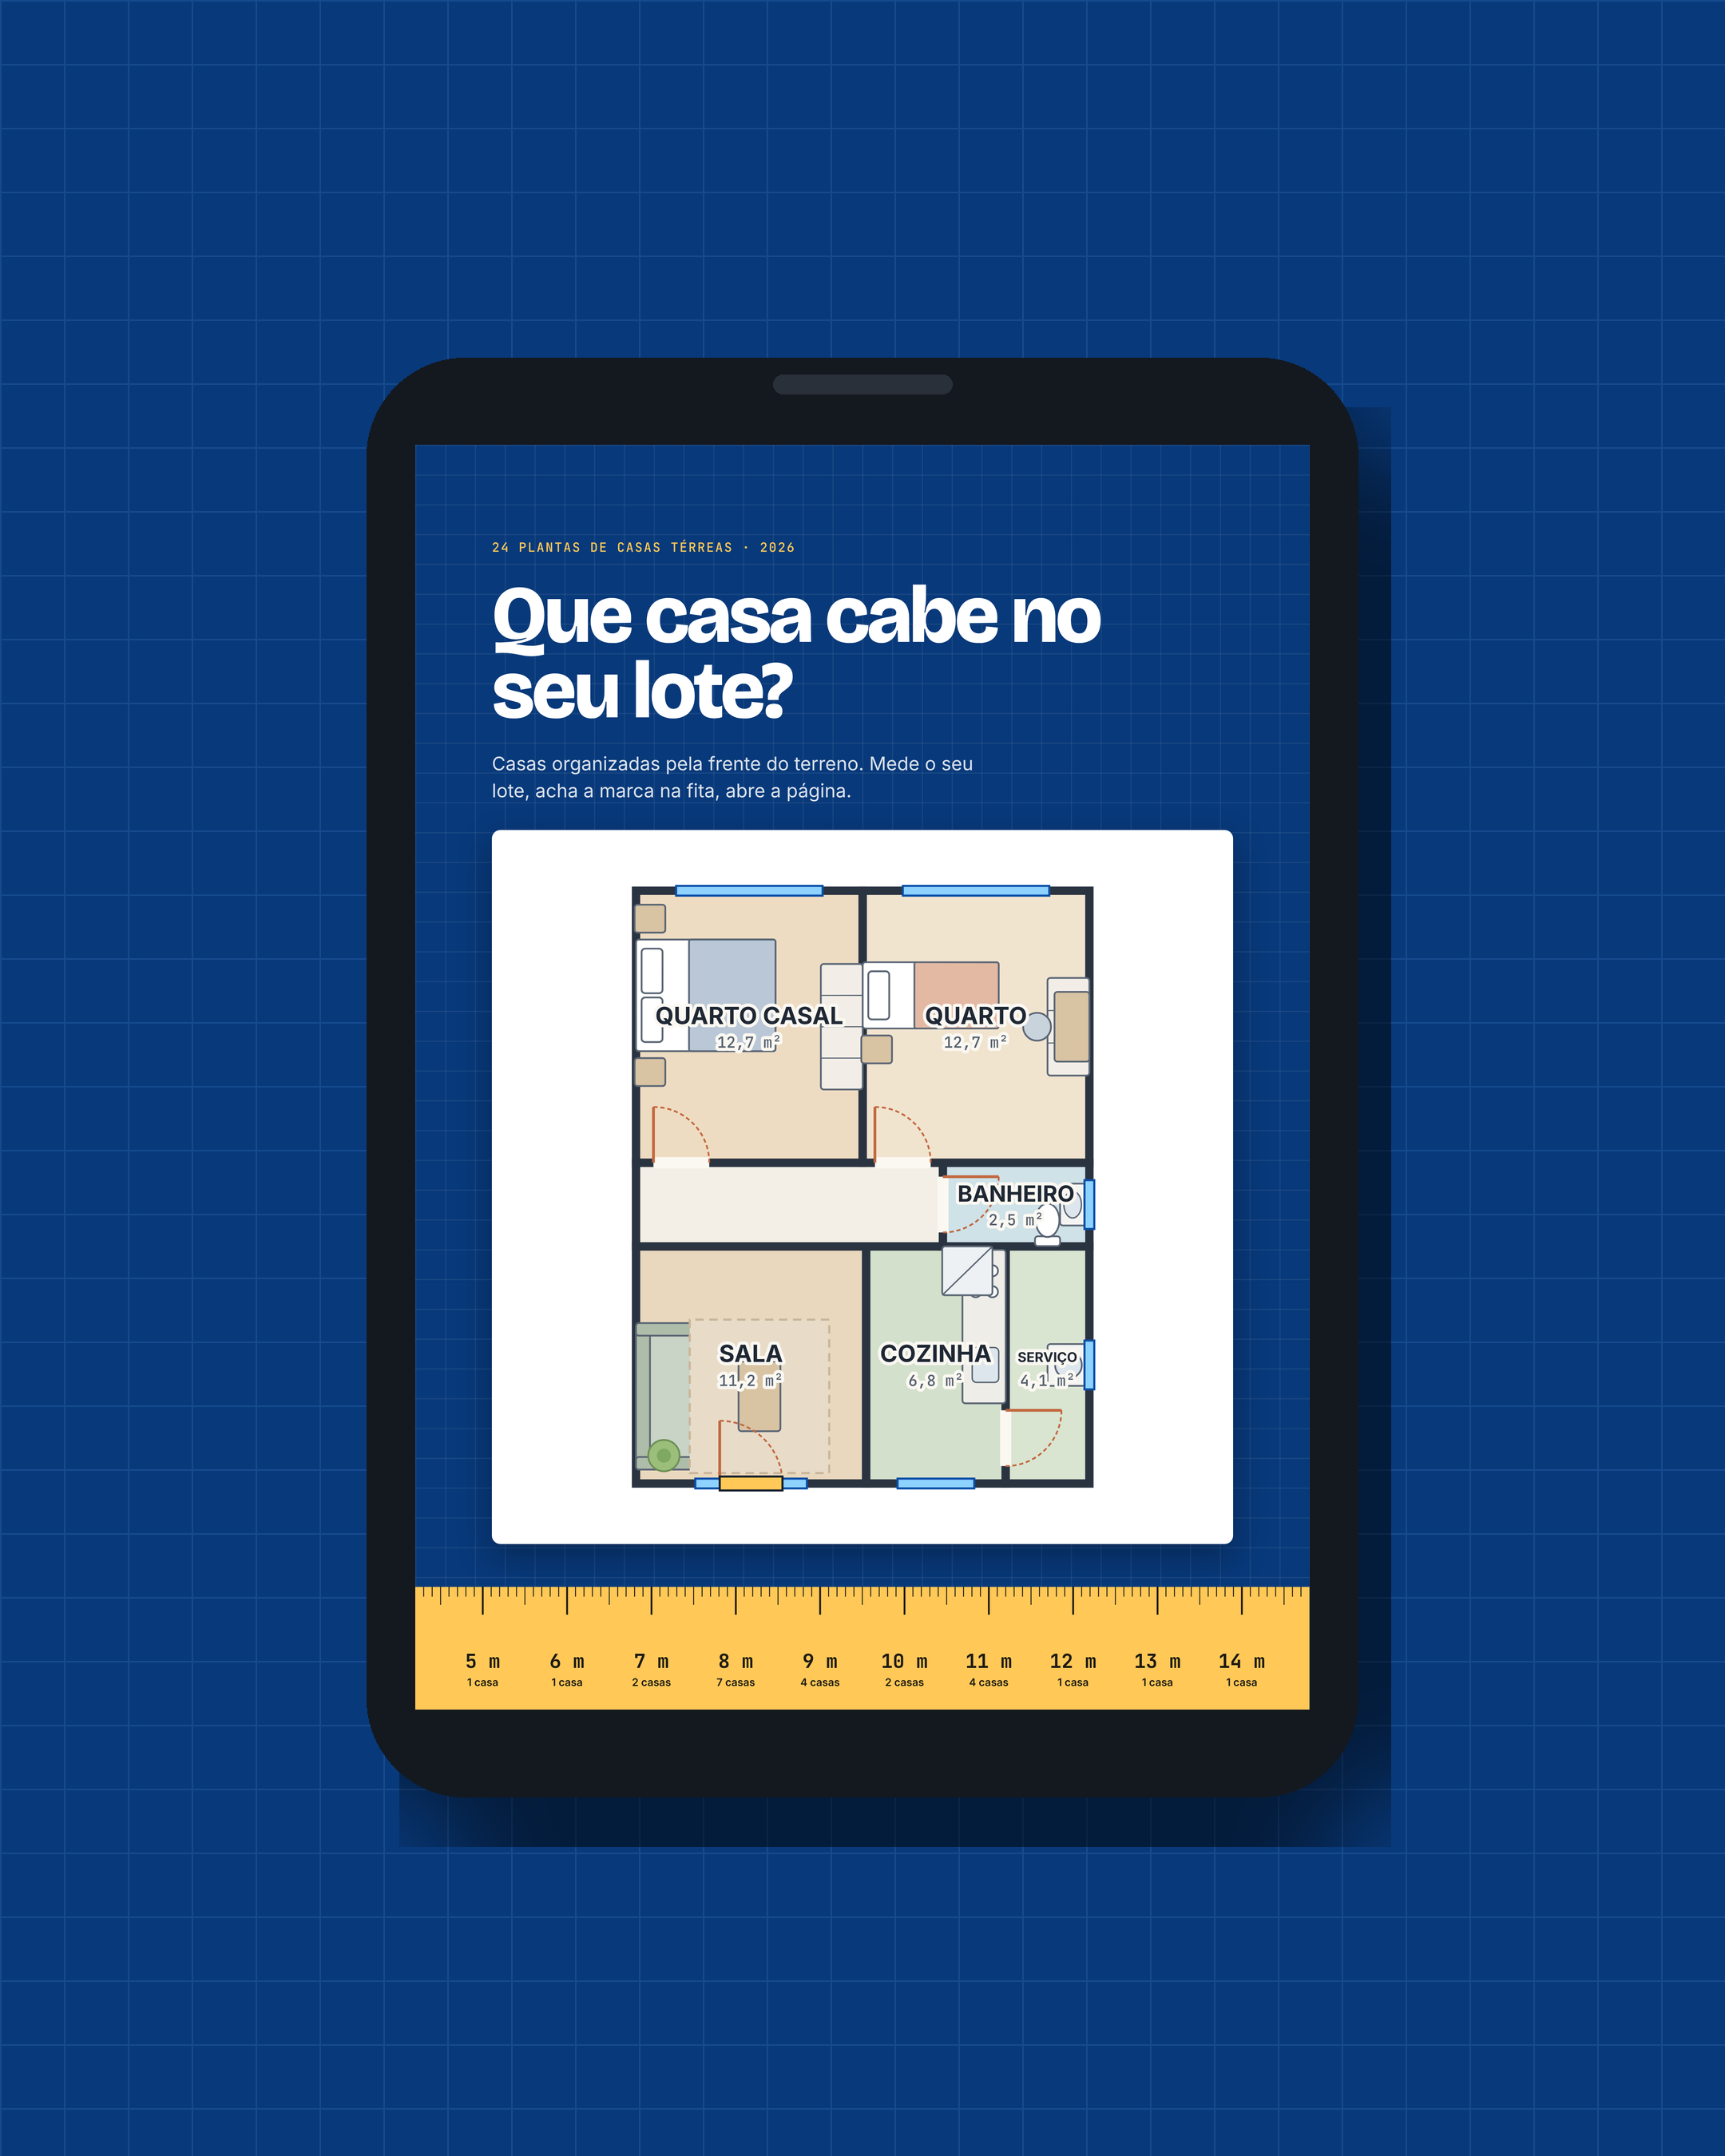 24 PLANTAS DE CASAS TÉRREAS · 2026
Que casa cabe no
seu lote?
Casas organizadas pela frente do terreno. Mede o seu
lote, acha a marca na fita, abre a página.
QUARTO CASAL
12,7 m²
QUARTO
12,7 m²
BANHEIRO
2,5 m²
SALA
11,2 m²
COZINHA
6,8 m²
SERVIÇO
4,1 m²
5 m 6 m 7 m 8 m 9 m 10 m 11 m 12 m 13 m 14 m
1 casa 1 casa 2 casas 7 casas 4 casas 2 casas 4 casas 1 casa 1 casa 1 casa